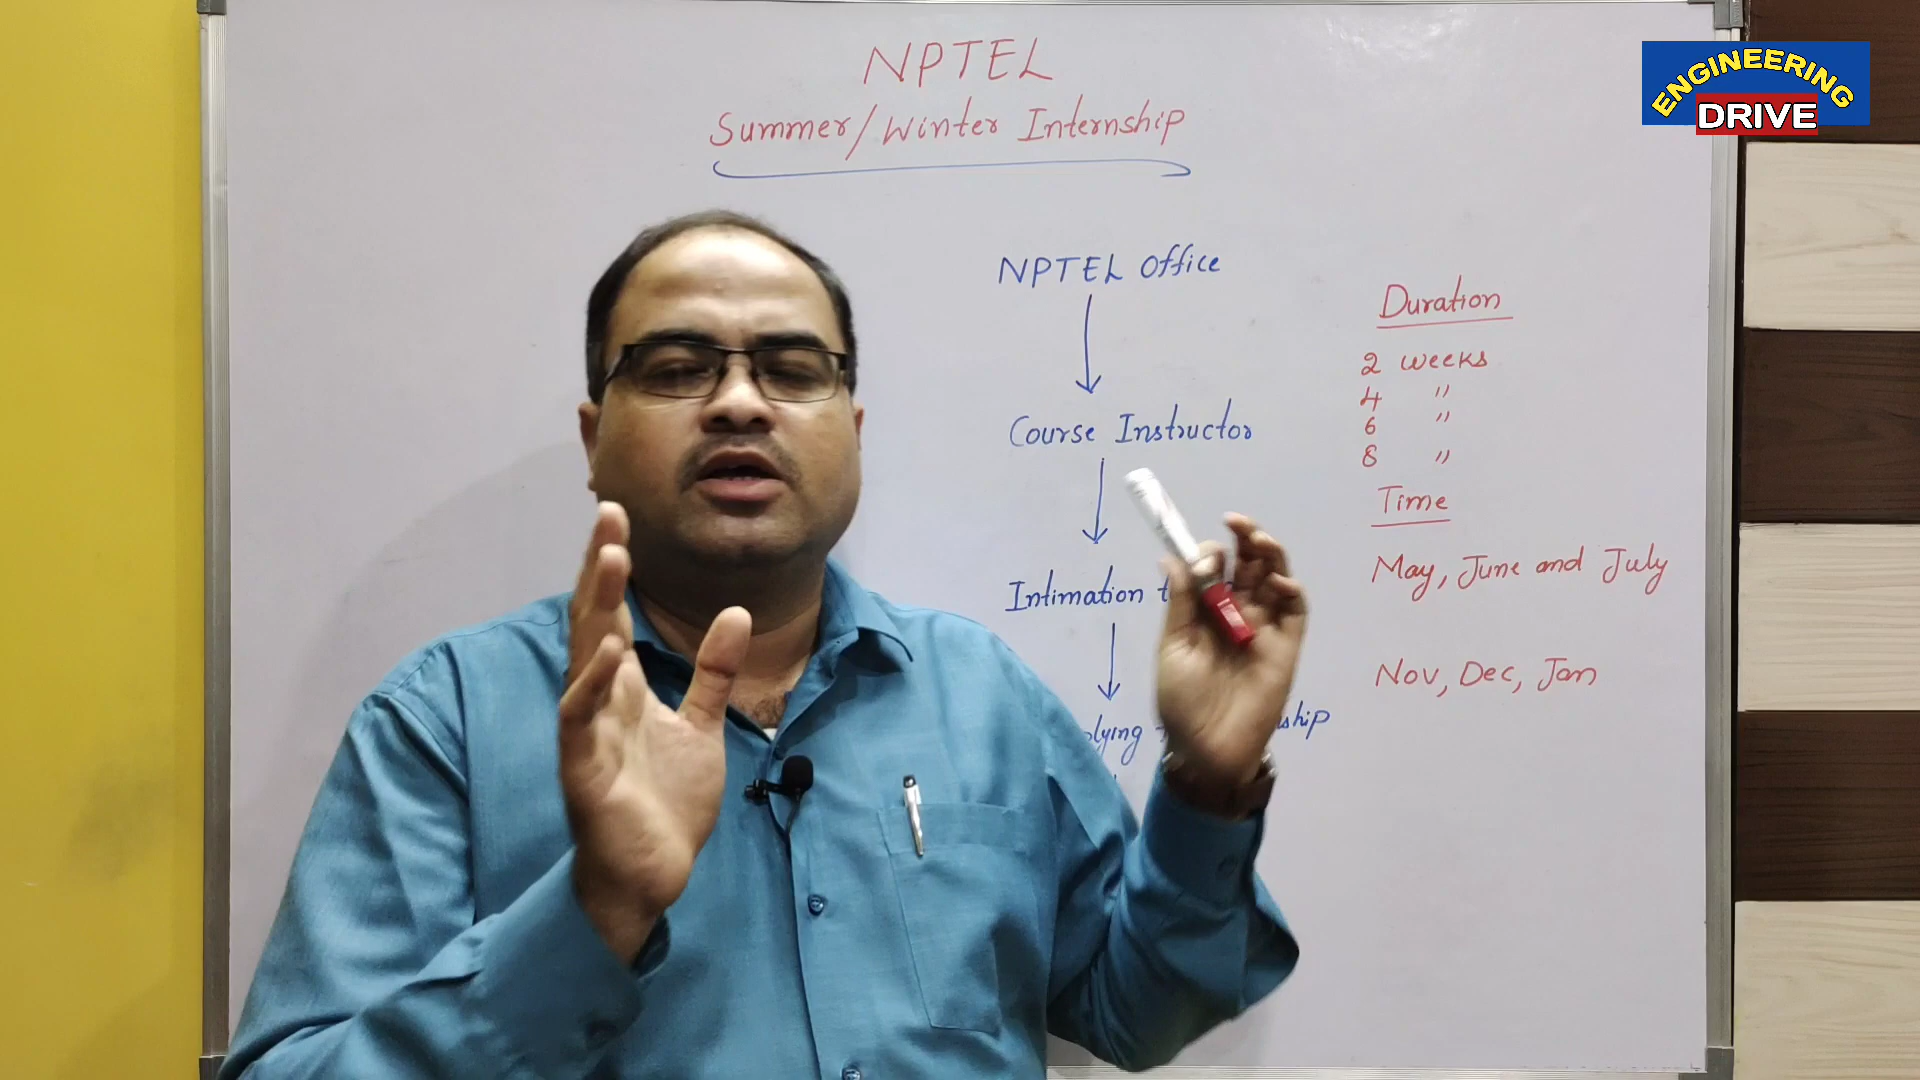 NPTEL
Summer/Winter Internship
NPTEL Office
Course Instructor
Intimation
Duration
2 weeks
4 "
6 "
8 "
Time
May, June and July
Nov, Dec, Jan
ENGINEERING
DRIVE